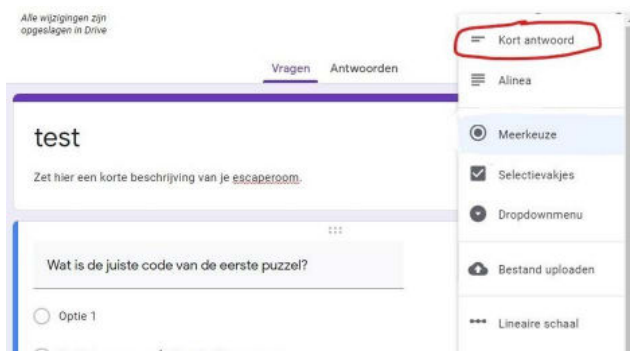 Alle wijzigingen zijn
opgeslagen in Drive
Vragen Antwoorden
test
Zet hier een korte beschrijving van je escaperoom.
Wat is de juiste code van de eerste puzzel?
Optie 1
Kort antwoord
Alinea
Meerkeuze
Selectievakjes
Dropdownmenu
Bestand uploaden
Lineaire schaal